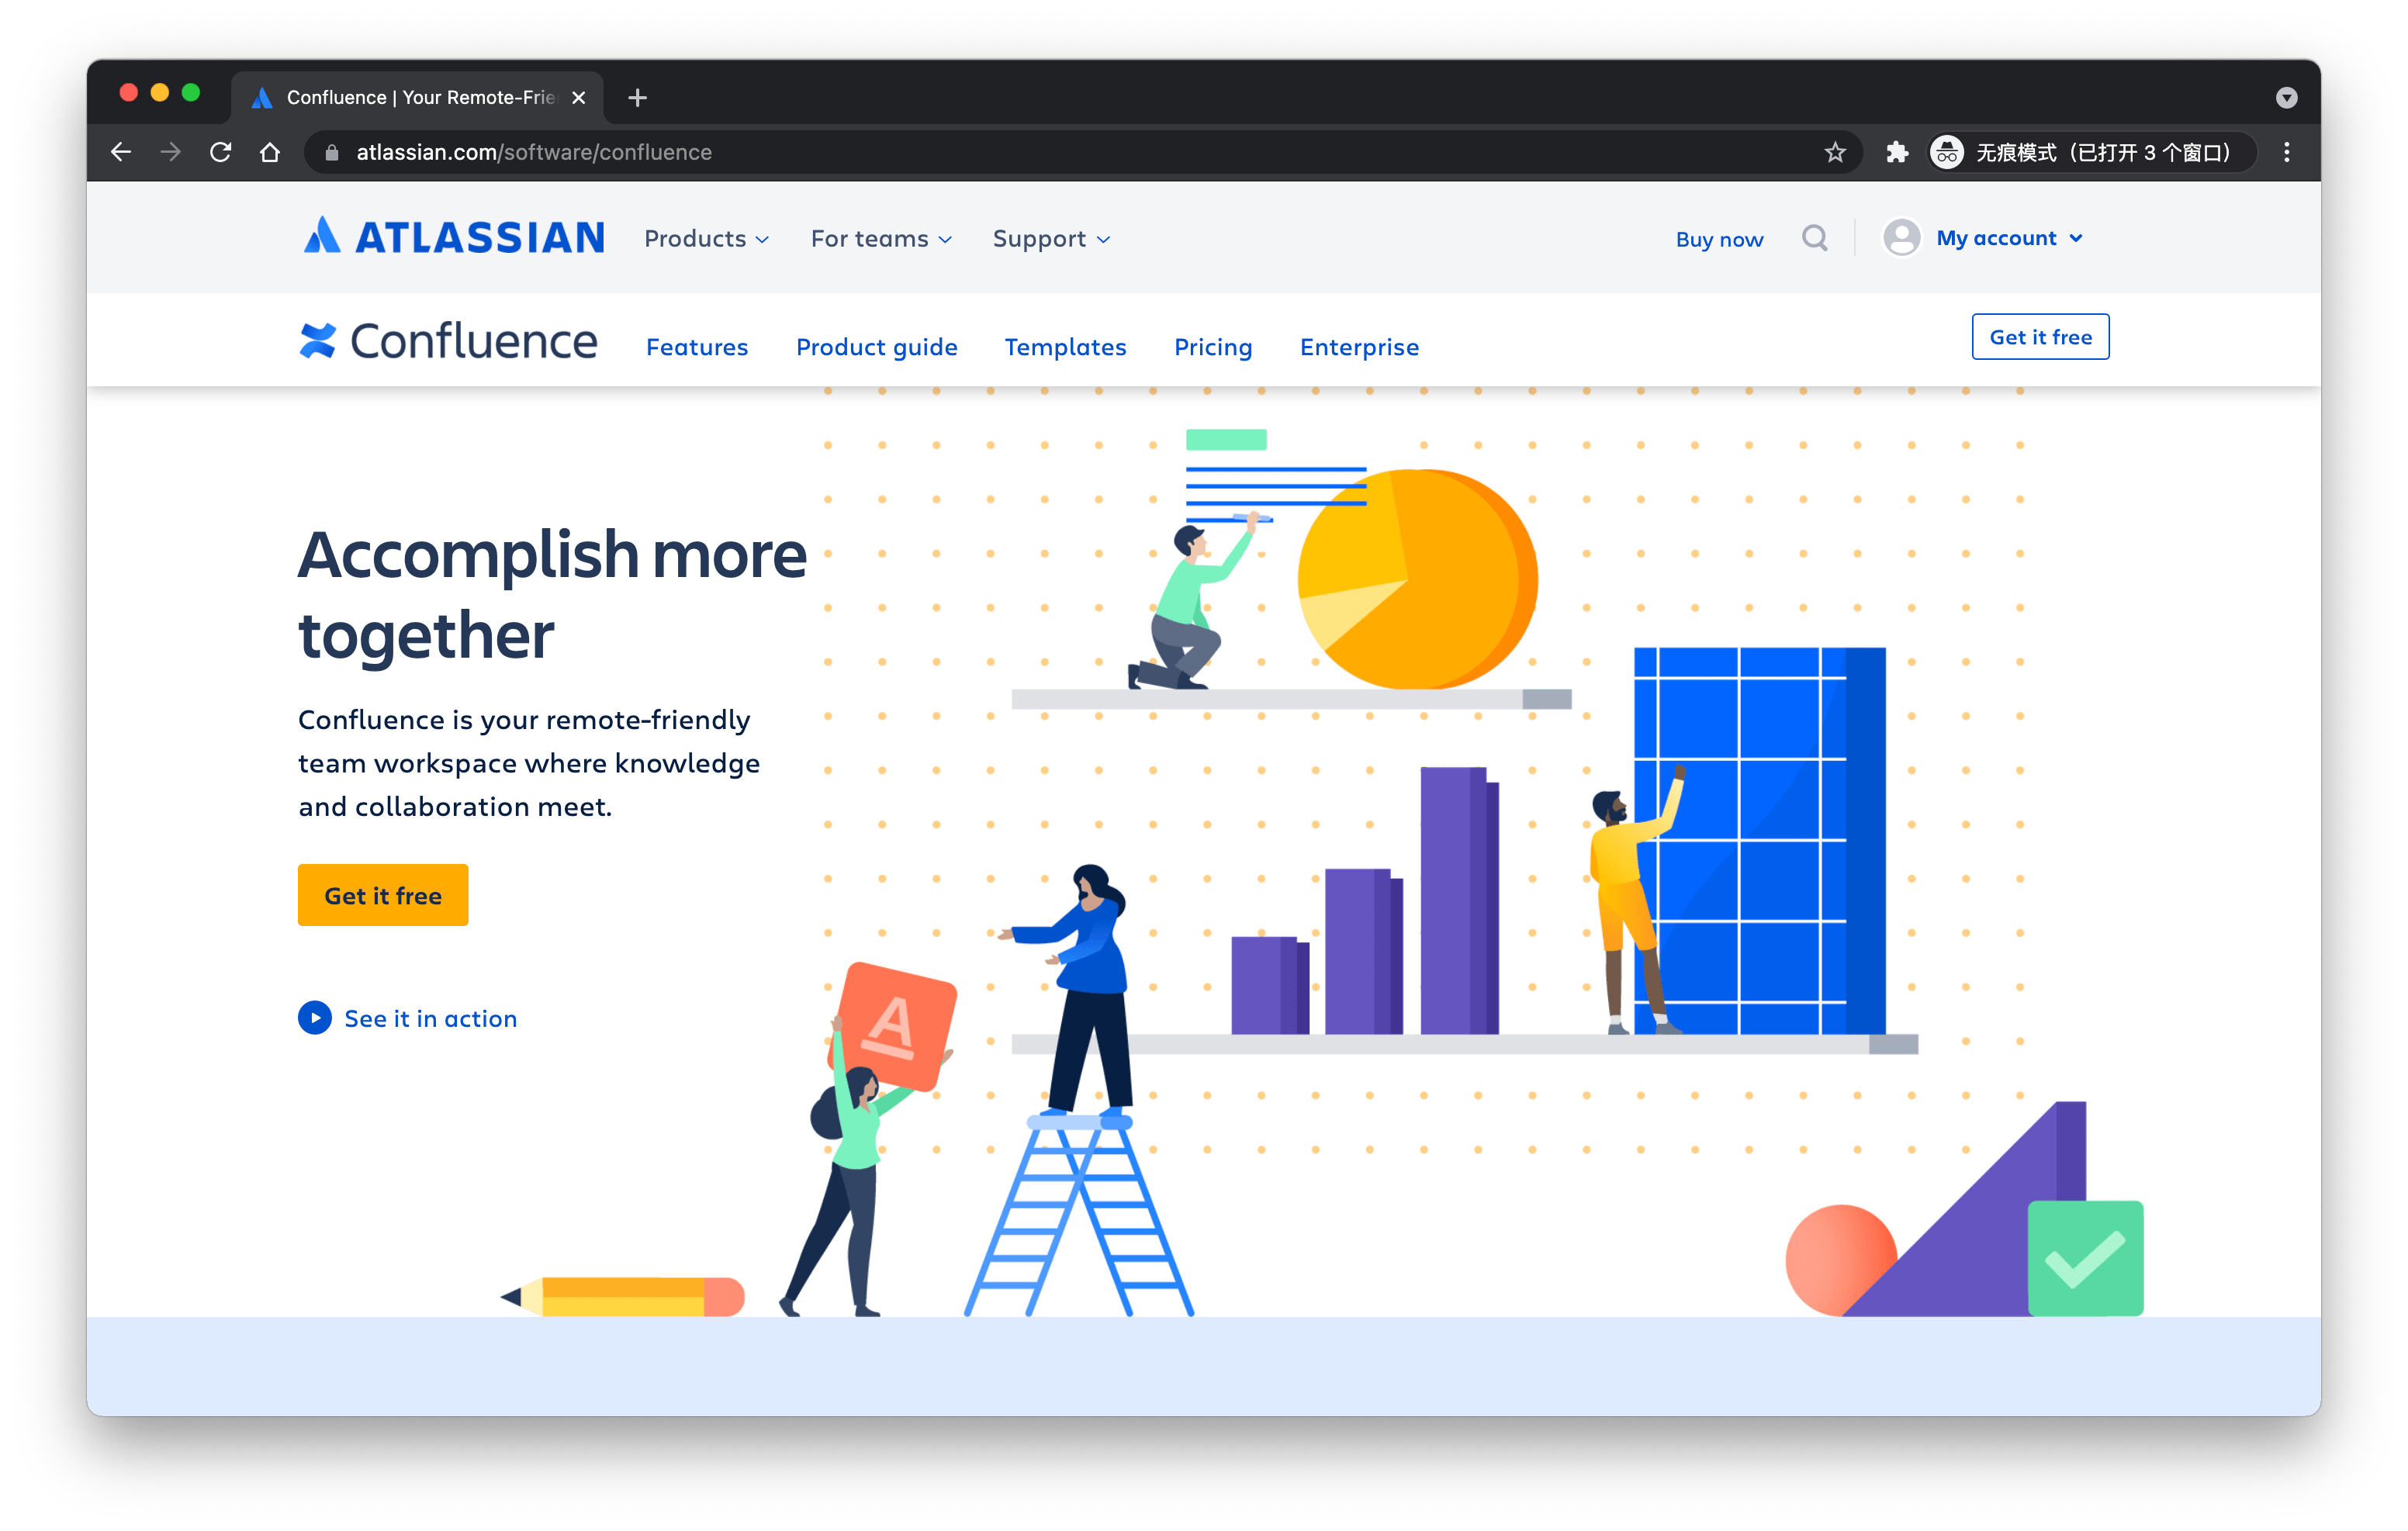 Confluence | Your Remote-Frie
atlassian.com/software/confluence
无痕模式（已打开 3 个窗口）
ATLASSIAN Products For teams Support Buy now My account
Confluence Features Product guide Templates Pricing Enterprise Get it free
Accomplish more
together
Confluence is your remote-friendly
team workspace where knowledge
and collaboration meet.
Get it free
See it in action
A